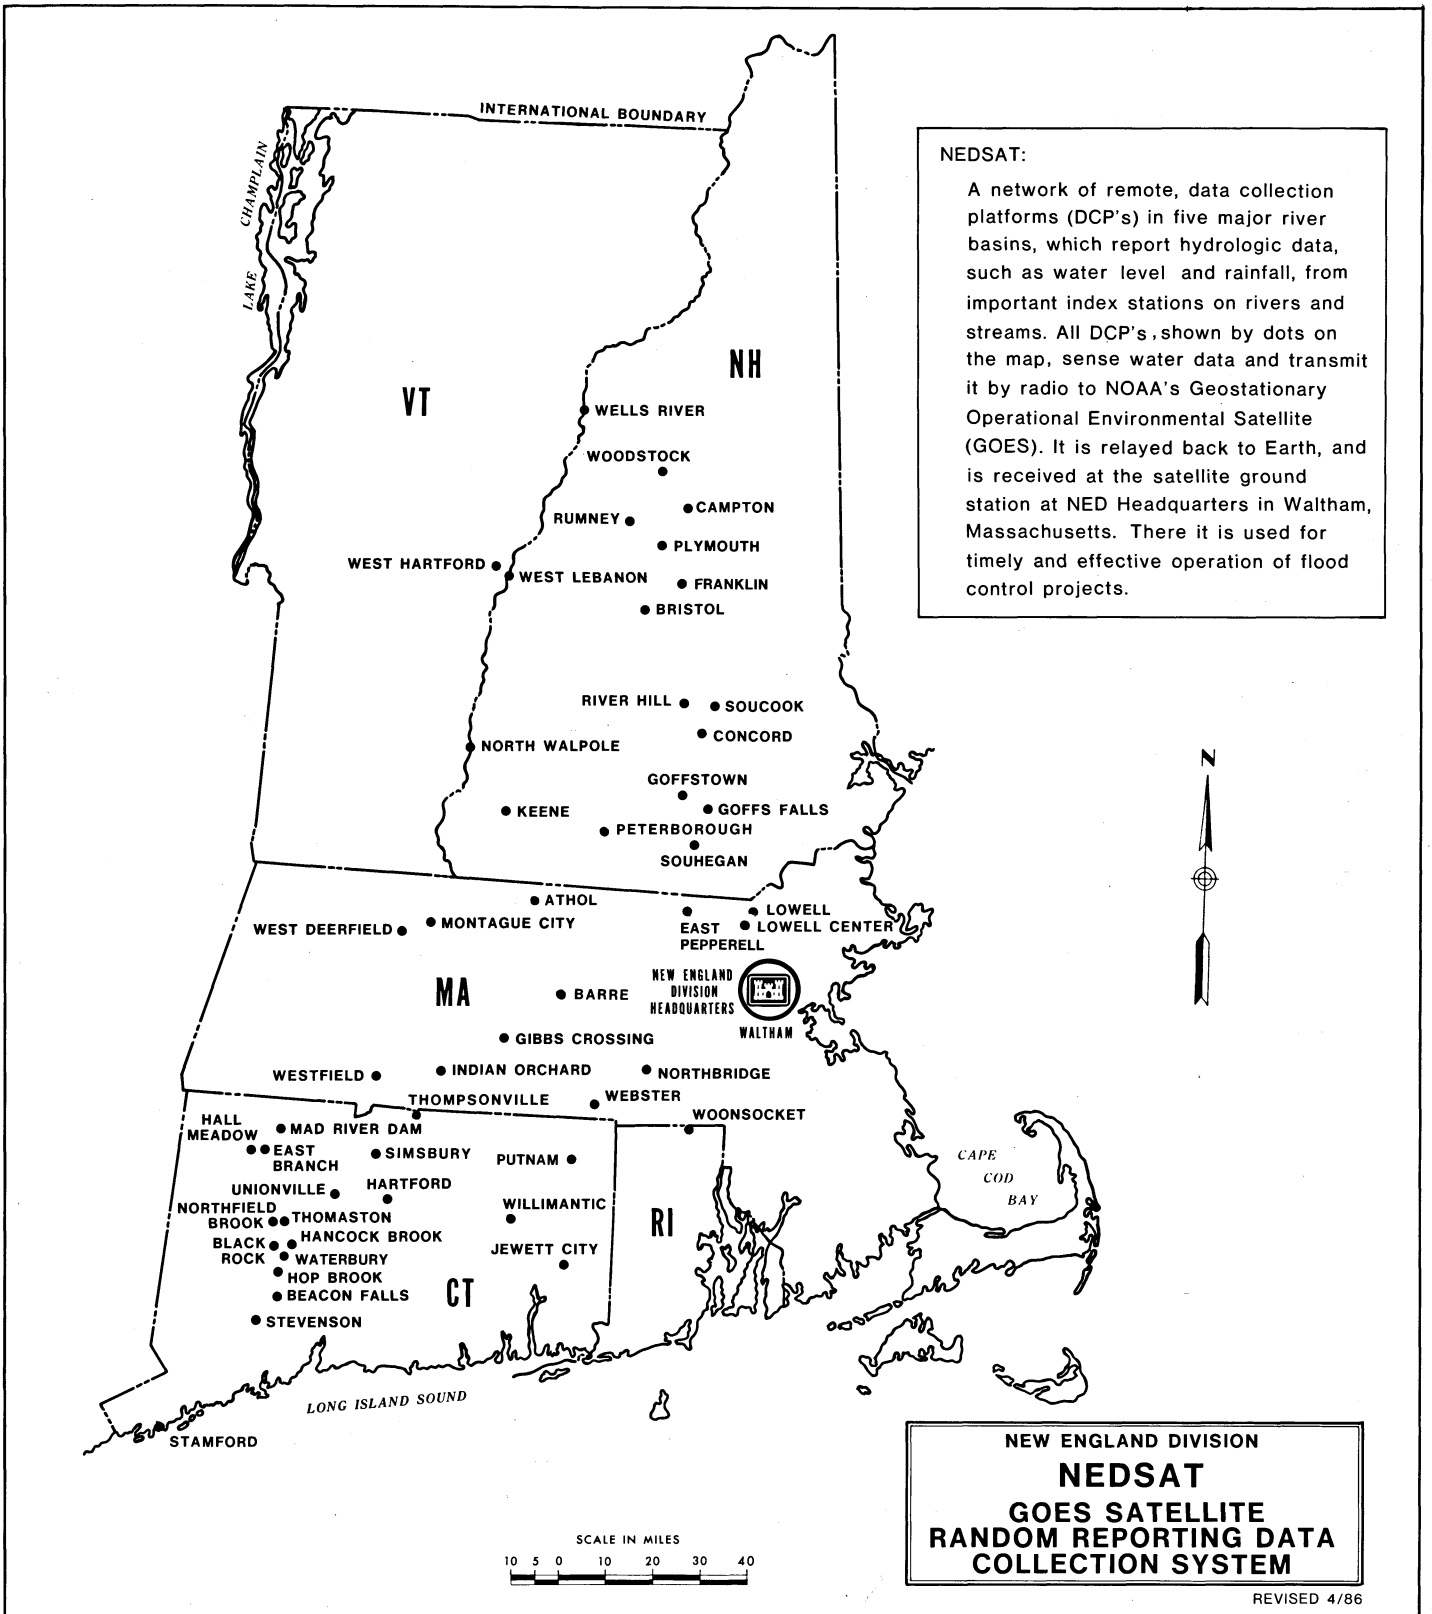 INTERNATIONAL BOUNDARY
LAKE CHAMPLAIN
NEDSAT:
A network of remote, data collection
platforms (DCP's) in five major river
basins, which report hydrologic data,
such as water level and rainfall, from
important index stations on rivers and
streams. All DCP's, shown by dots on
the map, sense water data and transmit
it by radio to NOAA's Geostationary
Operational Environmental Satellite
(GOES). It is relayed back to Earth, and
is received at the satellite ground
station at NED Headquarters in Waltham,
Massachusetts. There it is used for
timely and effective operation of flood
control projects.
VT
NH
WELLS RIVER
WOODSTOCK
CAMPTON
RUMNEY
PLYMOUTH
WEST HARTFORD
WEST LEBANON
FRANKLIN
BRISTOL
RIVER HILL
SOUCOOK
CONCORD
NORTH WALPOLE
GOFFSTOWN
KEENE
GOFFS FALLS
PETERBOROUGH
SOUHEGAN
N
ATHOL
LOWELL
MONTAGUE CITY
WEST DEERFIELD
EAST
PEPPERELL
LOWELL CENTER
MA
NEW ENGLAND
DIVISION
HEADQUARTERS
WALTHAM
BARRE
GIBBS CROSSING
INDIAN ORCHARD
WESTFIELD
NORTHBRIDGE
WEBSTER
THOMPSONVILLE
WOONSOCKET
HALL
MEADOW
MAD RIVER DAM
EAST
BRANCH
SIMSBURY
PUTNAM
UNIONVILLE
HARTFORD
NORTHFIELD
BROOK
THOMASTON
WILLIMANTIC
BLACK
ROCK
HANCOCK BROOK
WATERBURY
JEWETT CITY
HOP BROOK
BEACON FALLS
STEVENSON
CT
RI
CAPE
COD
BAY
LONG ISLAND SOUND
STAMFORD
NEW ENGLAND DIVISION
NEDSAT
GOES SATELLITE
RANDOM REPORTING DATA
COLLECTION SYSTEM
SCALE IN MILES
10 5 0 10 20 30 40
REVISED 4/86